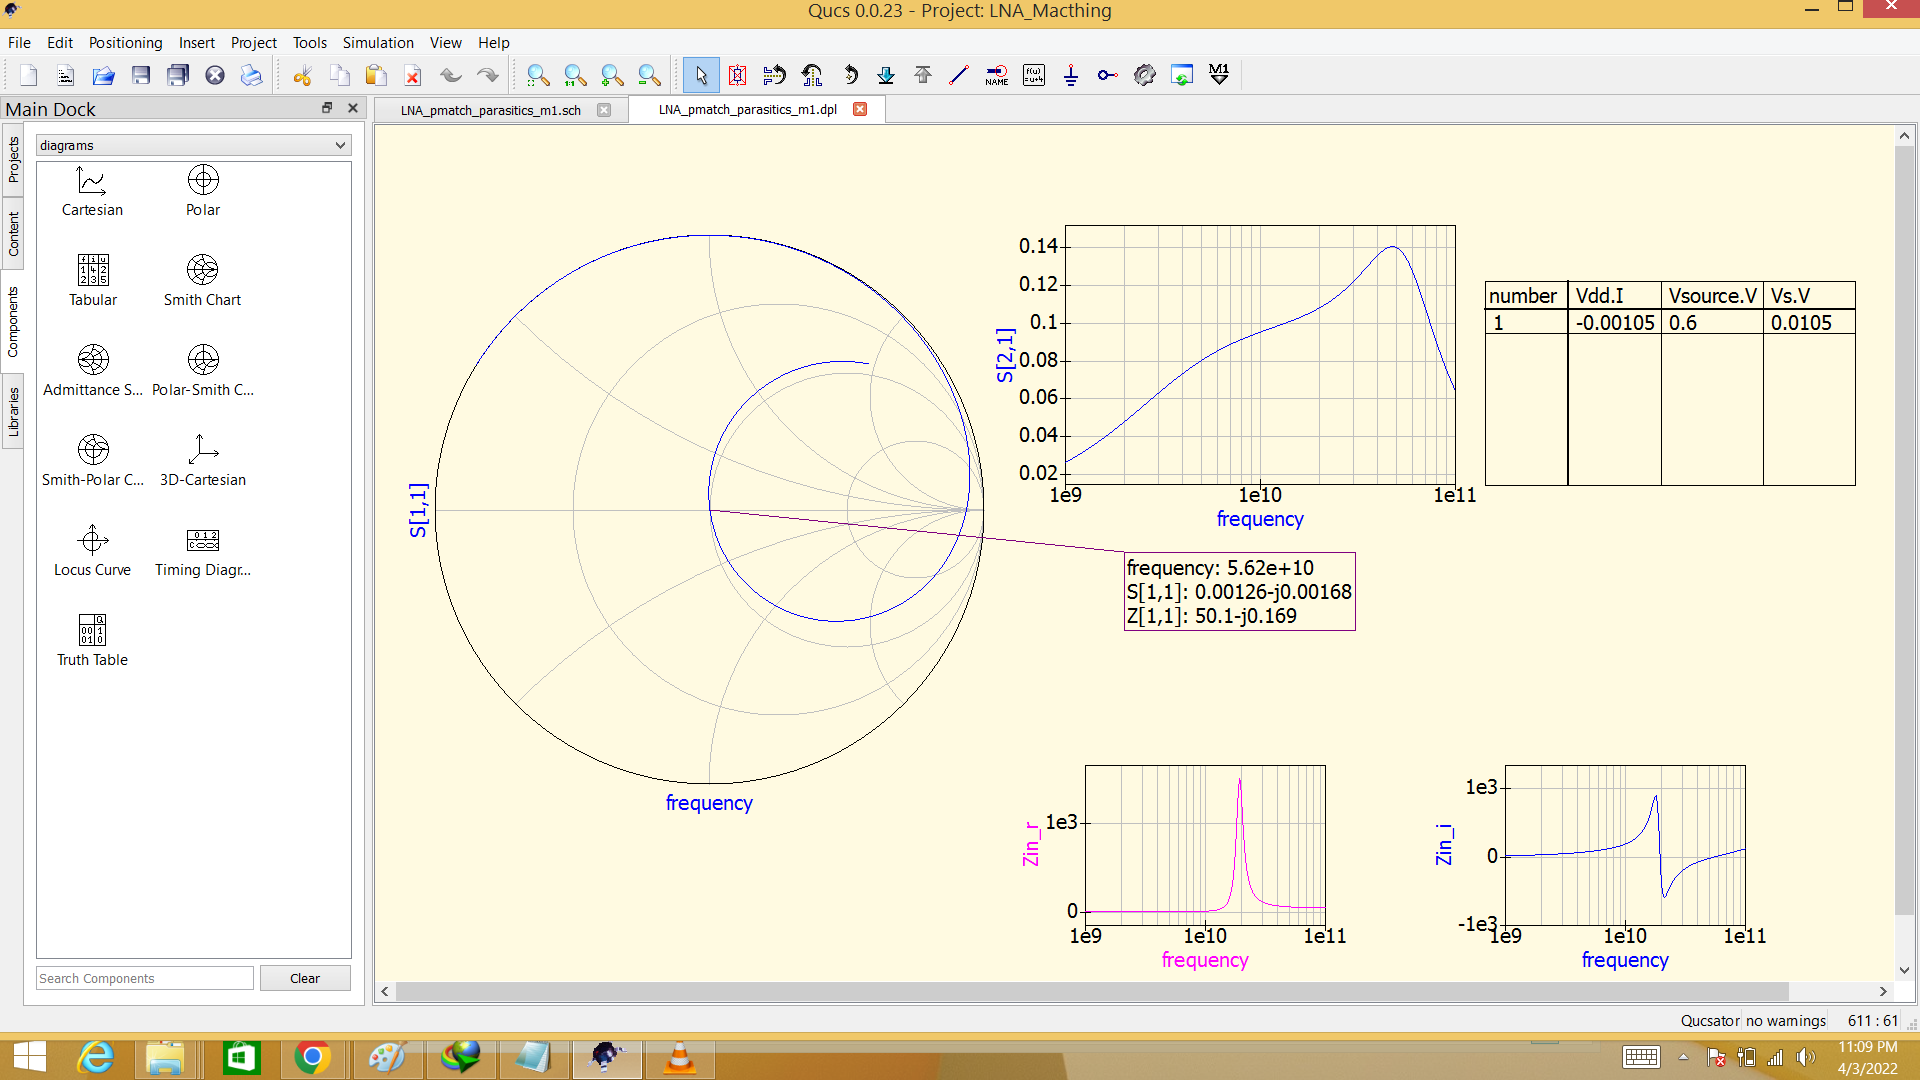 Qucs 0.0.23 - Project: LNA_Macthing
File Edit Positioning Insert Project Tools Simulation View Help
NAME
f(u)
=u+4
M1
Main Dock
LNA_pmatch_parasitics_m1.sch
LNA_pmatch_parasitics_m1.dpl
Projects
Content
Components
Libraries
diagrams
Cartesian
Polar
Tabular
Smith Chart
Admittance S...
Polar-Smith C...
Smith-Polar C...
3D-Cartesian
Locus Curve
Timing Diagr...
Truth Table
Search Components
Clear
S[1,1]
frequency
S[2,1]
0.14
0.12
0.1
0.08
0.06
0.04
0.02
1e9 1e10 1e11
frequency
number Vdd.I Vsource.V Vs.V
1 -0.00105 0.6 0.0105
frequency: 5.62e+10
S[1,1]: 0.00126-j0.00168
Z[1,1]: 50.1-j0.169
Zin_r
1e3
0
1e9 1e10 1e11
frequency
Zin_i
1e3
0
-1e3
1e9 1e10 1e11
frequency
Qucsator no warnings 611 : 61
11:09 PM
4/3/2022